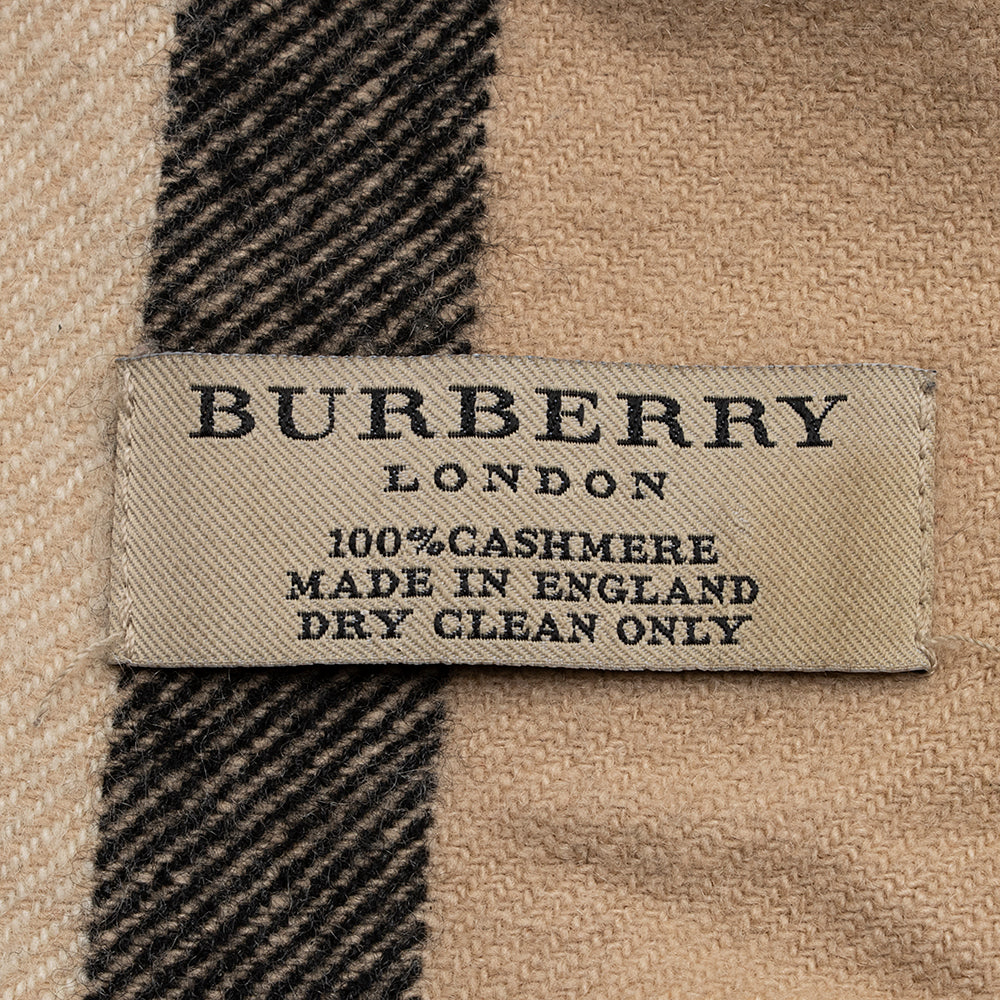 BURBERRY
LONDON
100%CASHMERE
MADE IN ENGLAND
DRY CLEAN ONLY